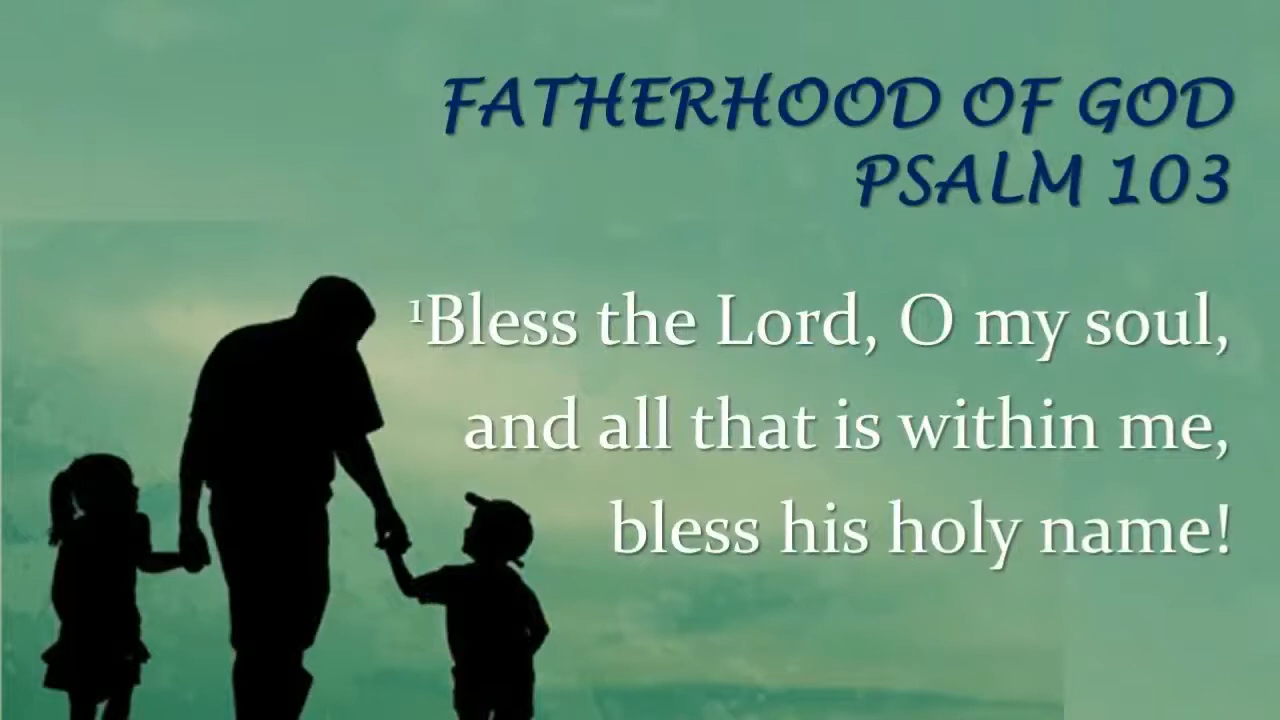 FATHERHOOD OF GOD
PSALM 103
¹Bless the Lord, O my soul,
and all that is within me,
bless his holy name!